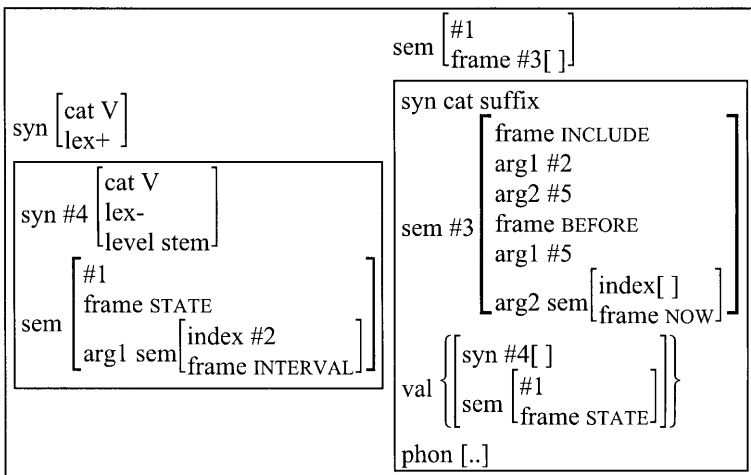 syn [cat V
lex+]
syn #4 [cat V
lex-
level stem]
sem [#1
frame STATE
arg1 sem [index #2
frame INTERVAL]]
sem [#1
frame #3[ ]]
syn cat suffix
sem #3 [frame INCLUDE
arg1 #2
arg2 #5
frame BEFORE
arg1 #5
arg2 sem [index[ ]
frame NOW]]
val {[syn #4[ ]
sem [#1
frame STATE]]}
phon [..]